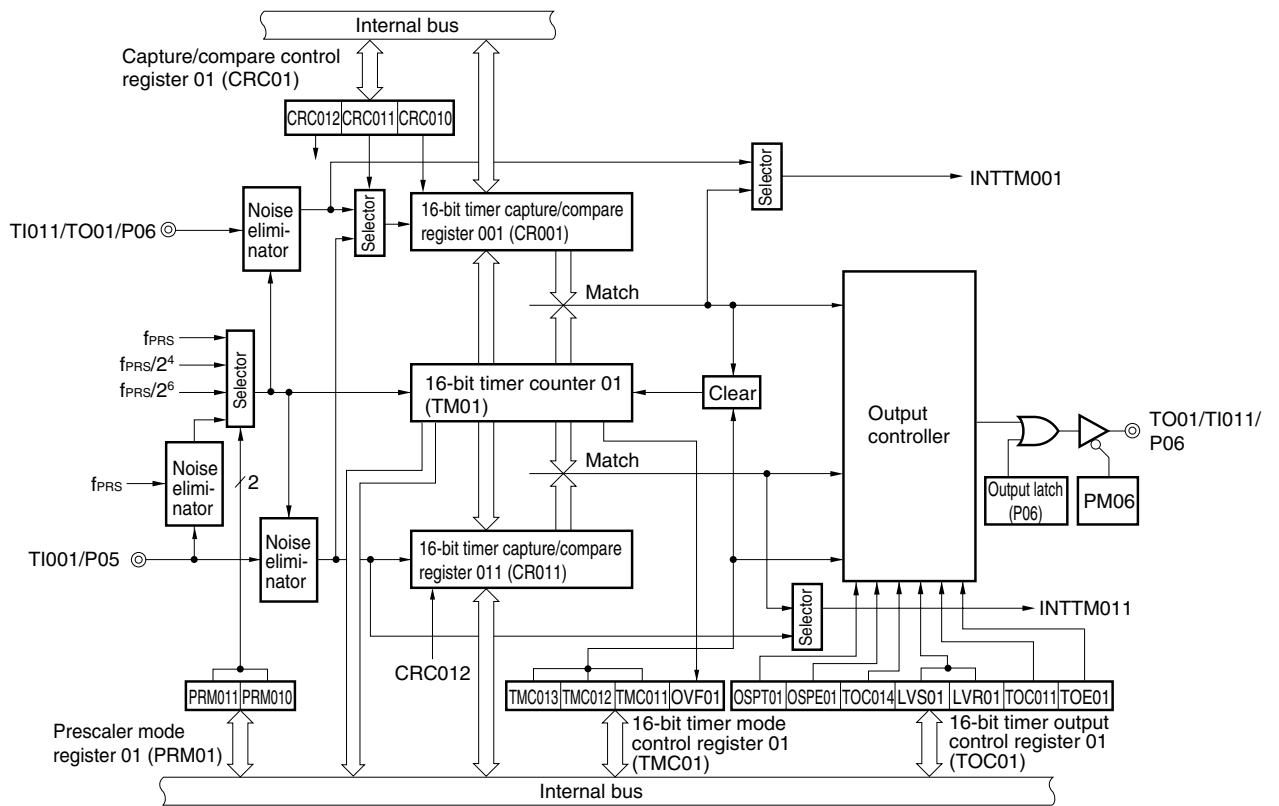 Internal bus
Capture/compare control
register 01 (CRC01)
CRC012 CRC011 CRC010
Selector
INTTM001
TI011/TO01/P06
Noise
elimi-
nator
Selector
16-bit timer capture/compare
register 001 (CR001)
Match
fPRS
fPRS/2⁴
fPRS/2⁶
Selector
16-bit timer counter 01
(TM01)
Clear
Output
controller
TO01/TI011/
P06
Output latch
(P06)
PM06
Match
fPRS
Noise
elimi-
nator
2
TI001/P05
Noise
elimi-
nator
16-bit timer capture/compare
register 011 (CR011)
Selector
INTTM011
CRC012
PRM011 PRM010
TMC013 TMC012 TMC011 OVF01
OSPT01 OSPE01 TOC014 LVS01 LVR01 TOC011 TOE01
Prescaler mode
register 01 (PRM01)
16-bit timer mode
control register 01
(TMC01)
16-bit timer output
control register 01
(TOC01)
Internal bus